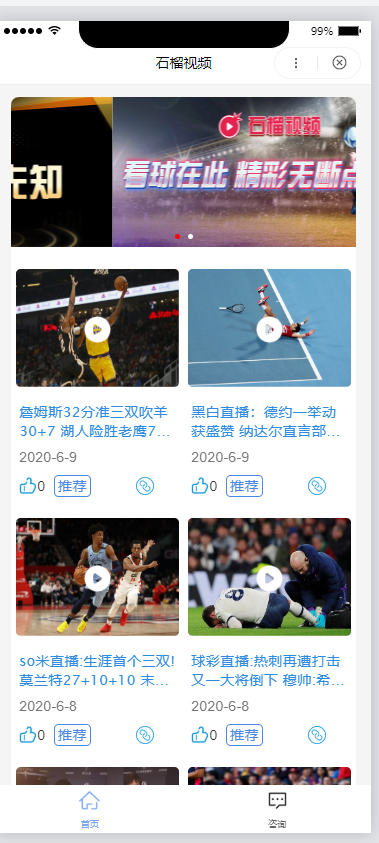 99%
石榴视频
石榴视频
先知
看球在此 精彩无断点
詹姆斯32分准三双吹羊
30+7 湖人险胜老鹰7...
2020-6-9
0 推荐
黑白直播：德约一举动
获盛赞 纳达尔直言部...
2020-6-9
0 推荐
so米直播:生涯首个三双!
莫兰特27+10+10 末...
2020-6-8
0 推荐
球彩直播:热刺再遭打击
又一大将倒下 穆帅:希...
2020-6-8
0 推荐
首页
咨询